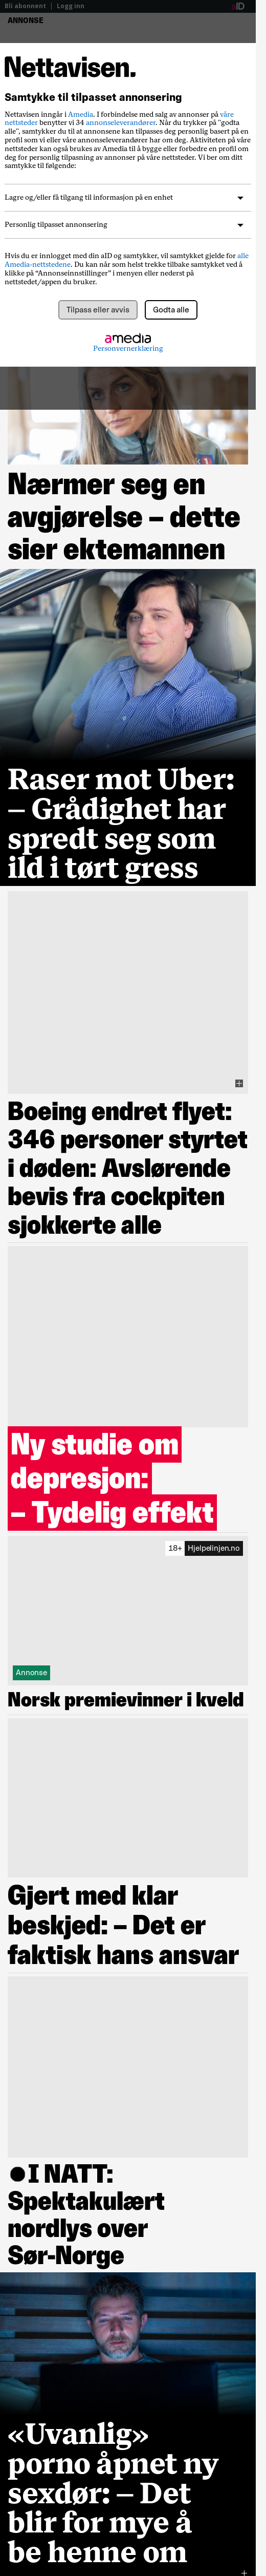 Bli abonnent | Logg inn
aID
ANNONSE
Nettavisen.
Samtykke til tilpasset annonsering
Nettavisen inngår i Amedia. I forbindelse med salg av annonser på våre
nettsteder benytter vi 34 annonseleverandører. Når du trykker på "godta
alle", samtykker du til at annonsene kan tilpasses deg personlig basert på en
profil som vi eller våre annonseleverandører har om deg. Aktiviteten på våre
nettsteder kan også brukes av Amedia til å bygge eller forbedre en profil om
deg for personlig tilpasning av annonser på våre nettsteder. Vi ber om ditt
samtykke til følgende:
Lagre og/eller få tilgang til informasjon på en enhet
Personlig tilpasset annonsering
Hvis du er innlogget med din aID og samtykker, vil samtykket gjelde for alle
Amedia-nettstedene. Du kan når som helst trekke tilbake samtykket ved å
klikke på “Annonseinnstillinger” i menyen eller nederst på
nettstedet/appen du bruker.
Tilpass eller avvis
Godta alle
amedia
Personvernerklæring
Nærmer seg en
avgjørelse – dette
sier ektemannen
Raser mot Uber:
– Grådighet har
spredt seg som
ild i tørt gress
Boeing endret flyet:
346 personer styrtet
i døden: Avslørende
bevis fra cockpiten
sjokkerte alle
Ny studie om
depresjon:
– Tydelig effekt
18+ Hjelpelinjen.no
Annonse
Norsk premievinner i kveld
Gjert med klar
beskjed: – Det er
faktisk hans ansvar
I NATT:
Spektakulært
nordlys over
Sør-Norge
«Uvanlig»
porno åpnet ny
sexdør: – Det
blir for mye å
be henne om